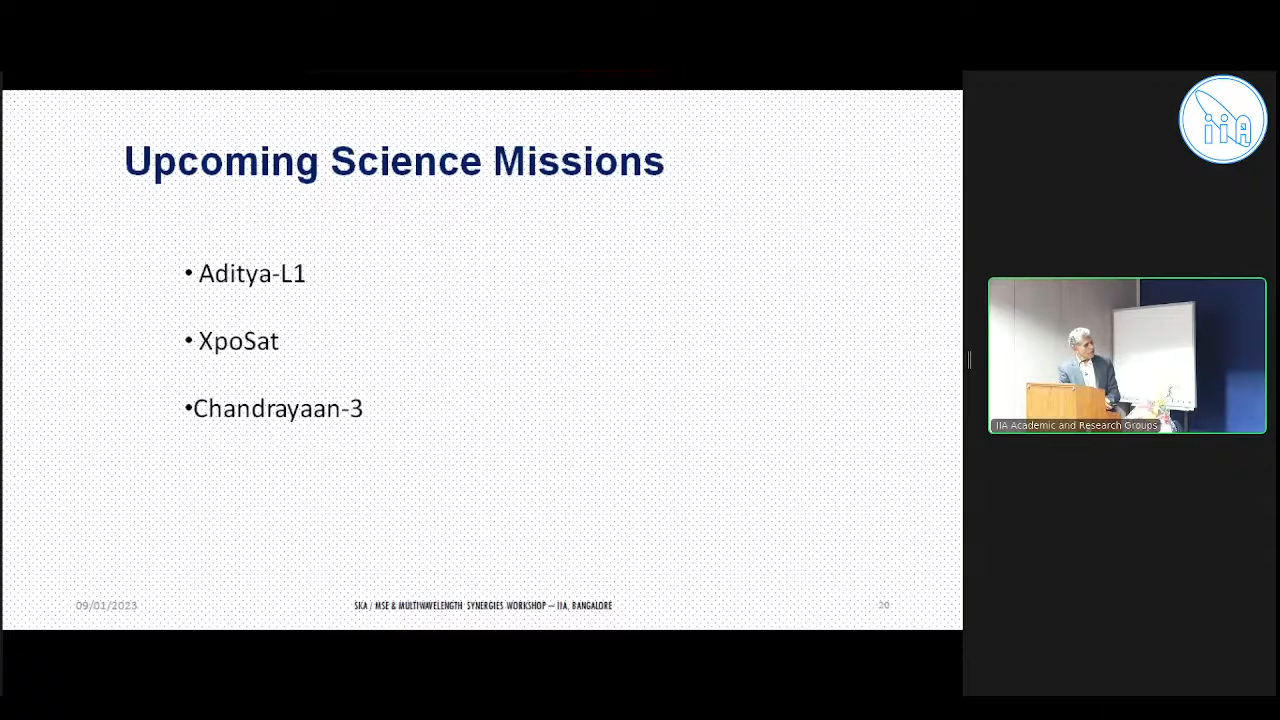 Upcoming Science Missions
• Aditya-L1
• XpoSat
•Chandrayaan-3
09/01/2023
SKA / MSE & MULTIWAVELENGTH SYNERGIES WORKSHOP – IIA, BANGALORE
20
iiA
IIA Academic and Research Groups